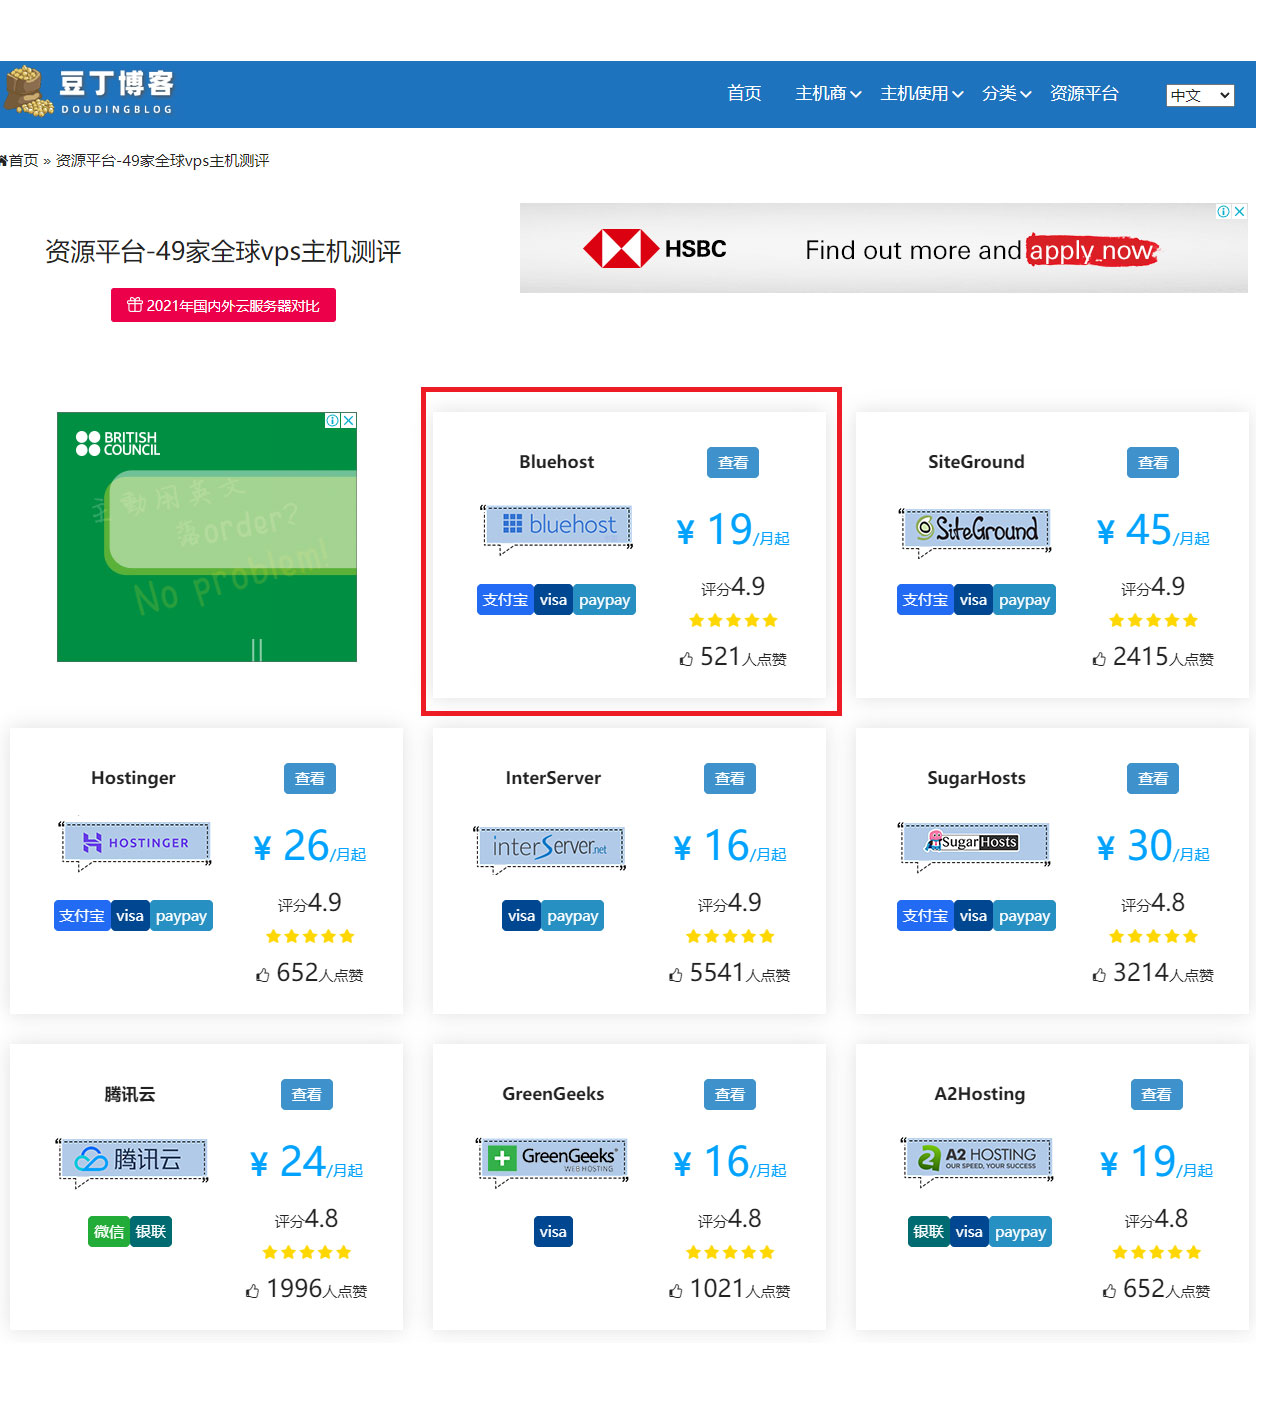 豆丁博客
DOUDINGBLOG
首页
主机商
主机使用
分类
资源平台
中文
首页 » 资源平台-49家全球vps主机测评
资源平台-49家全球vps主机测评
2021年国内外云服务器对比
HSBC
Find out more and apply now
BRITISH
COUNCIL
主動用英文
落order?
No problem!
Bluehost
查看
bluehost
¥ 19/月起
支付宝 visa paypay
评分4.9
521人点赞
SiteGround
查看
SiteGround
¥ 45/月起
支付宝 visa paypay
评分4.9
2415人点赞
Hostinger
查看
HOSTINGER
¥ 26/月起
支付宝 visa paypay
评分4.9
652人点赞
InterServer
查看
interServer.net
¥ 16/月起
visa paypay
评分4.9
5541人点赞
SugarHosts
查看
SugarHosts
¥ 30/月起
支付宝 visa paypay
评分4.8
3214人点赞
腾讯云
查看
腾讯云
¥ 24/月起
微信 银联
评分4.8
1996人点赞
GreenGeeks
查看
GreenGeeks®
WEB HOSTING
¥ 16/月起
visa
评分4.8
1021人点赞
A2Hosting
查看
A2 HOSTING
OUR SPEED, YOUR SUCCESS
¥ 19/月起
银联 visa paypay
评分4.8
652人点赞